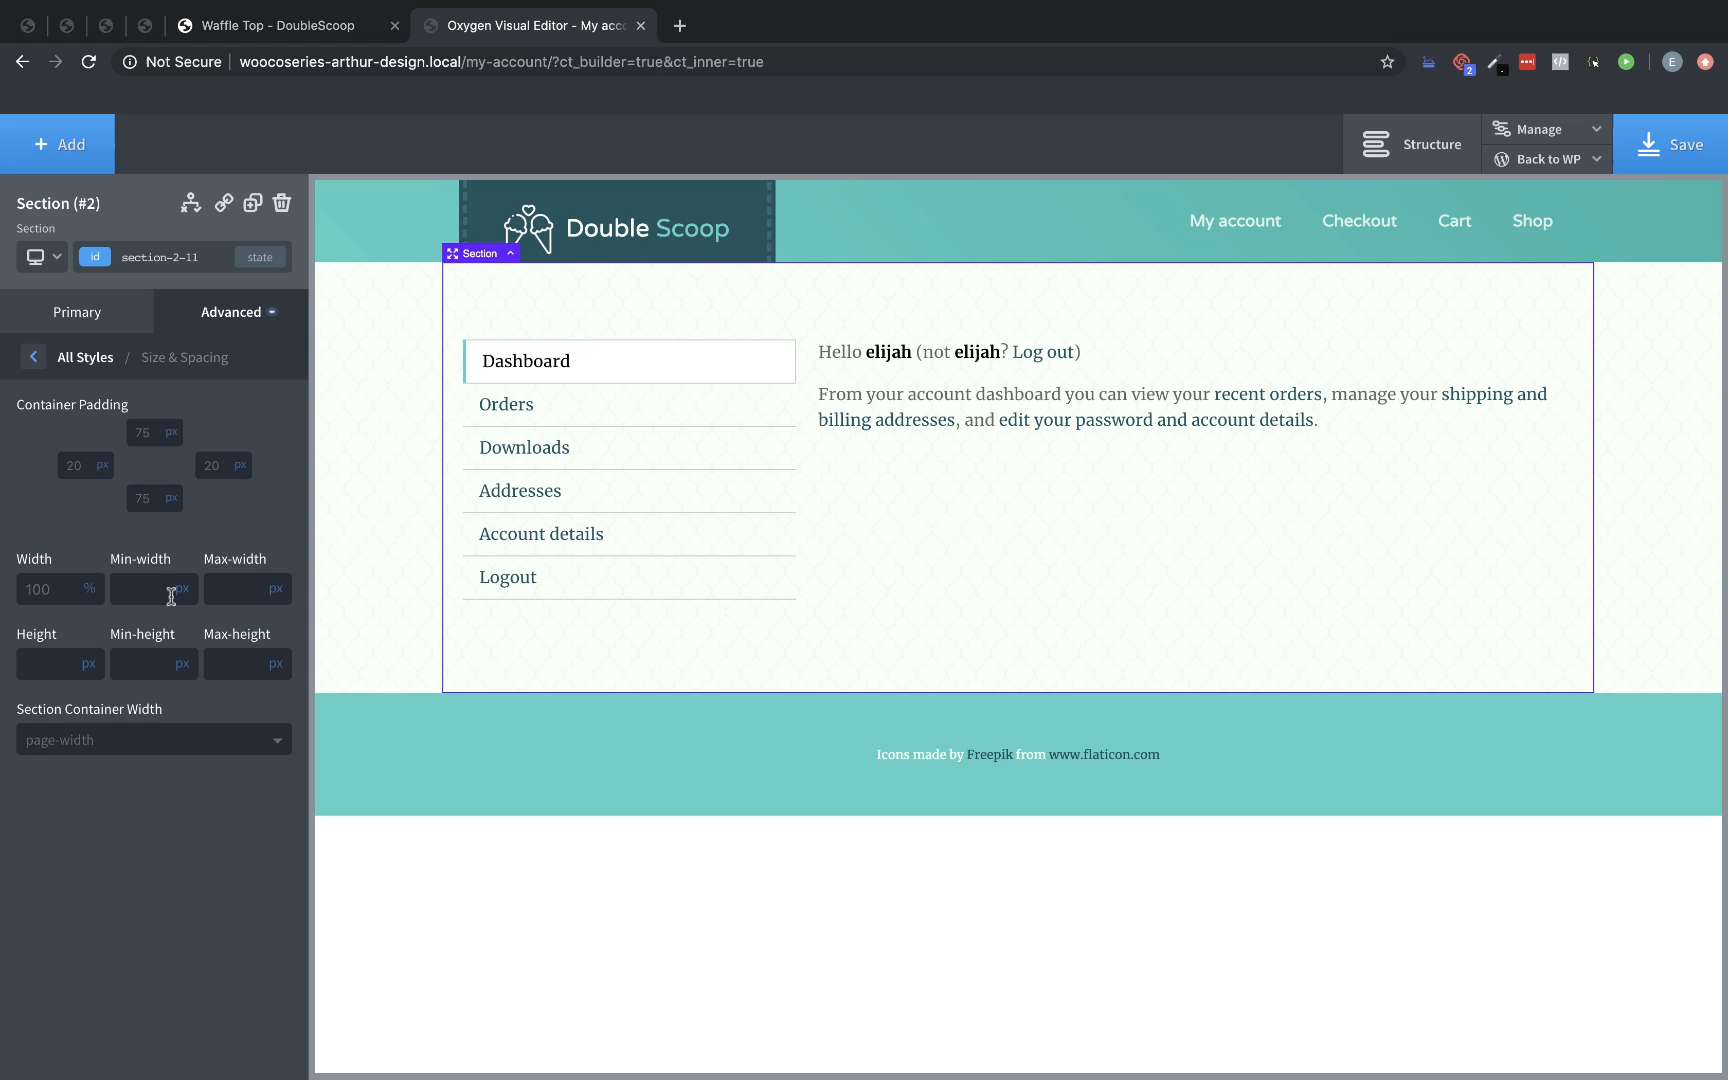 Waffle Top - DoubleScoop
Oxygen Visual Editor - My acc
Not Secure
woocoseries-arthur-design.local/my-account/?ct_builder=true&ct_inner=true
2
E
+ Add
Structure
Manage
Back to WP
Save
Section (#2)
Section
id section-2-11 state
Primary
Advanced
All Styles / Size & Spacing
Container Padding
75 px
20 px 20 px
75 px
Width Min-width Max-width
100 % px px
Height Min-height Max-height
px px px
Section Container Width
page-width
Double Scoop
My account Checkout Cart Shop
Section
Dashboard
Orders
Downloads
Addresses
Account details
Logout
Hello elijah (not elijah? Log out)
From your account dashboard you can view your recent orders, manage your shipping and
billing addresses, and edit your password and account details.
Icons made by Freepik from www.flaticon.com